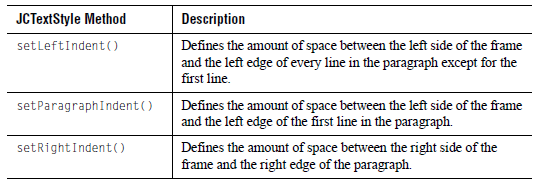 JCTextStyle Method Description
setLeftIndent() Defines the amount of space between the left side of the frame
and the left edge of every line in the paragraph except for the
first line.
setParagraphIndent() Defines the amount of space between the left side of the frame
and the left edge of the first line in the paragraph.
setRightIndent() Defines the amount of space between the right side of the
frame and the right edge of the paragraph.